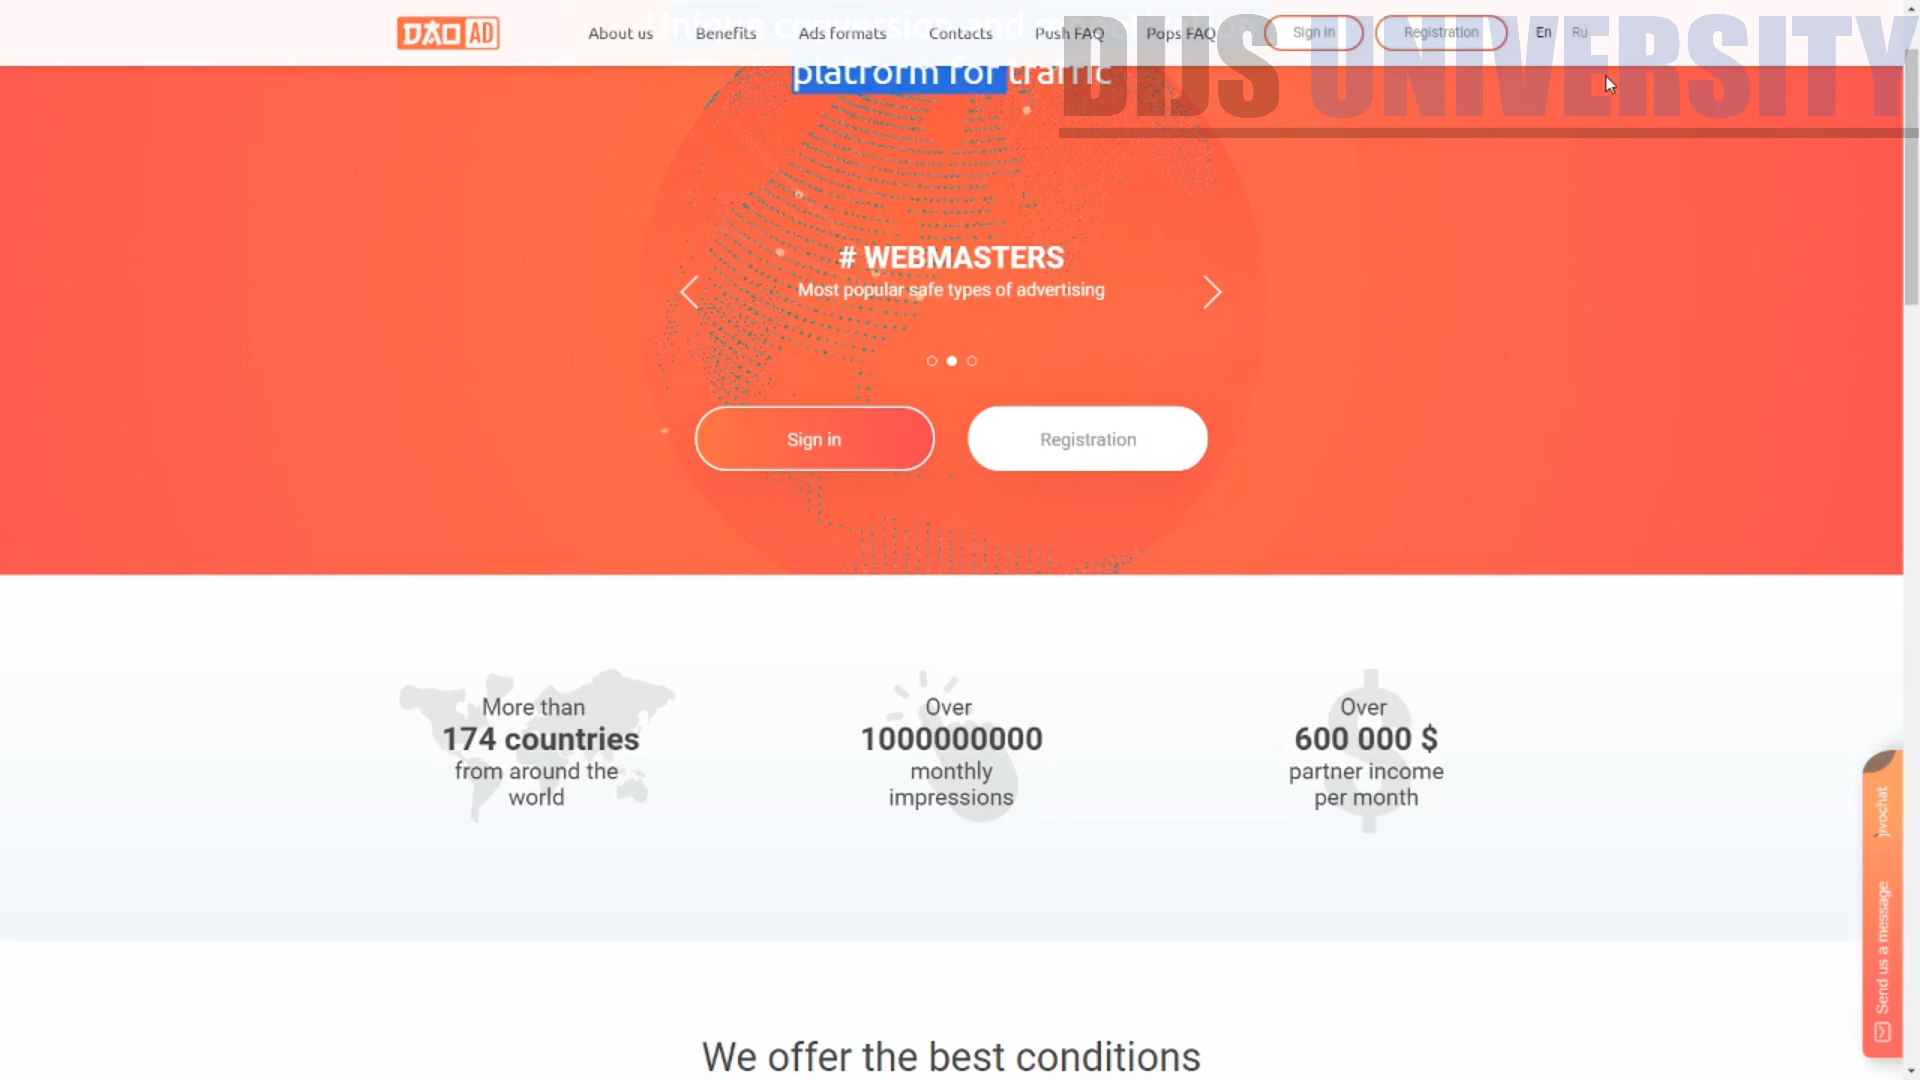 DAO AD
About us
Benefits
Ads formats
Contacts
Push FAQ
Pops FAQ
Sign in
Registration
En
Ru
DIJS UNIVERSITY
Unique conversion and
platform for traffic
# WEBMASTERS
Most popular safe types of advertising
Sign in
Registration
More than
174 countries
from around the
world
Over
1000000000
monthly
impressions
Over
600 000 $
partner income
per month
jivochat
Send us a message
We offer the best conditions